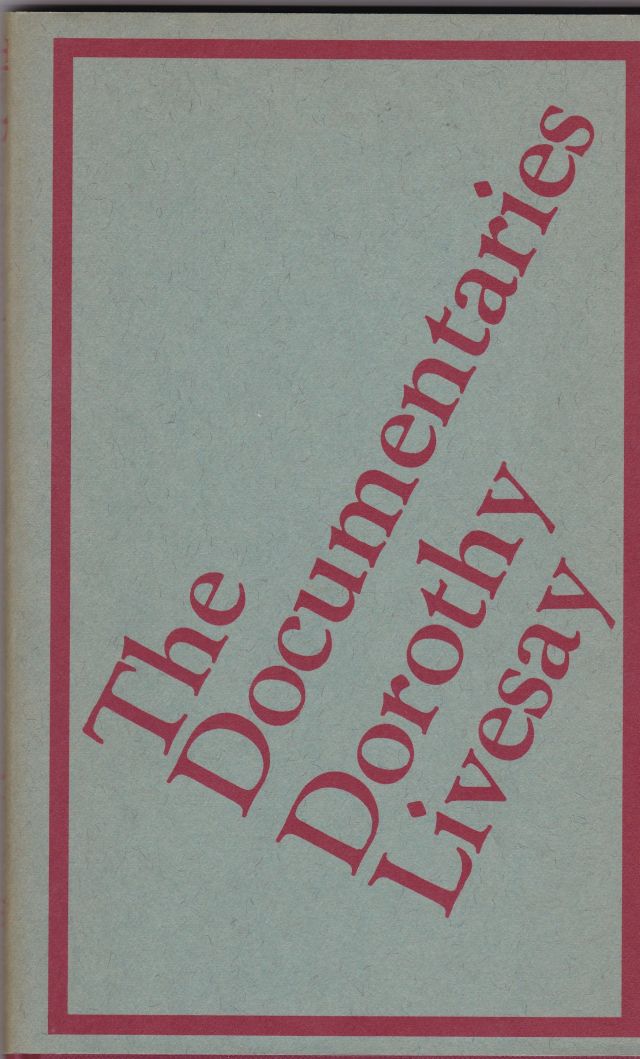 The
Documentaries
Dorothy
Livesay